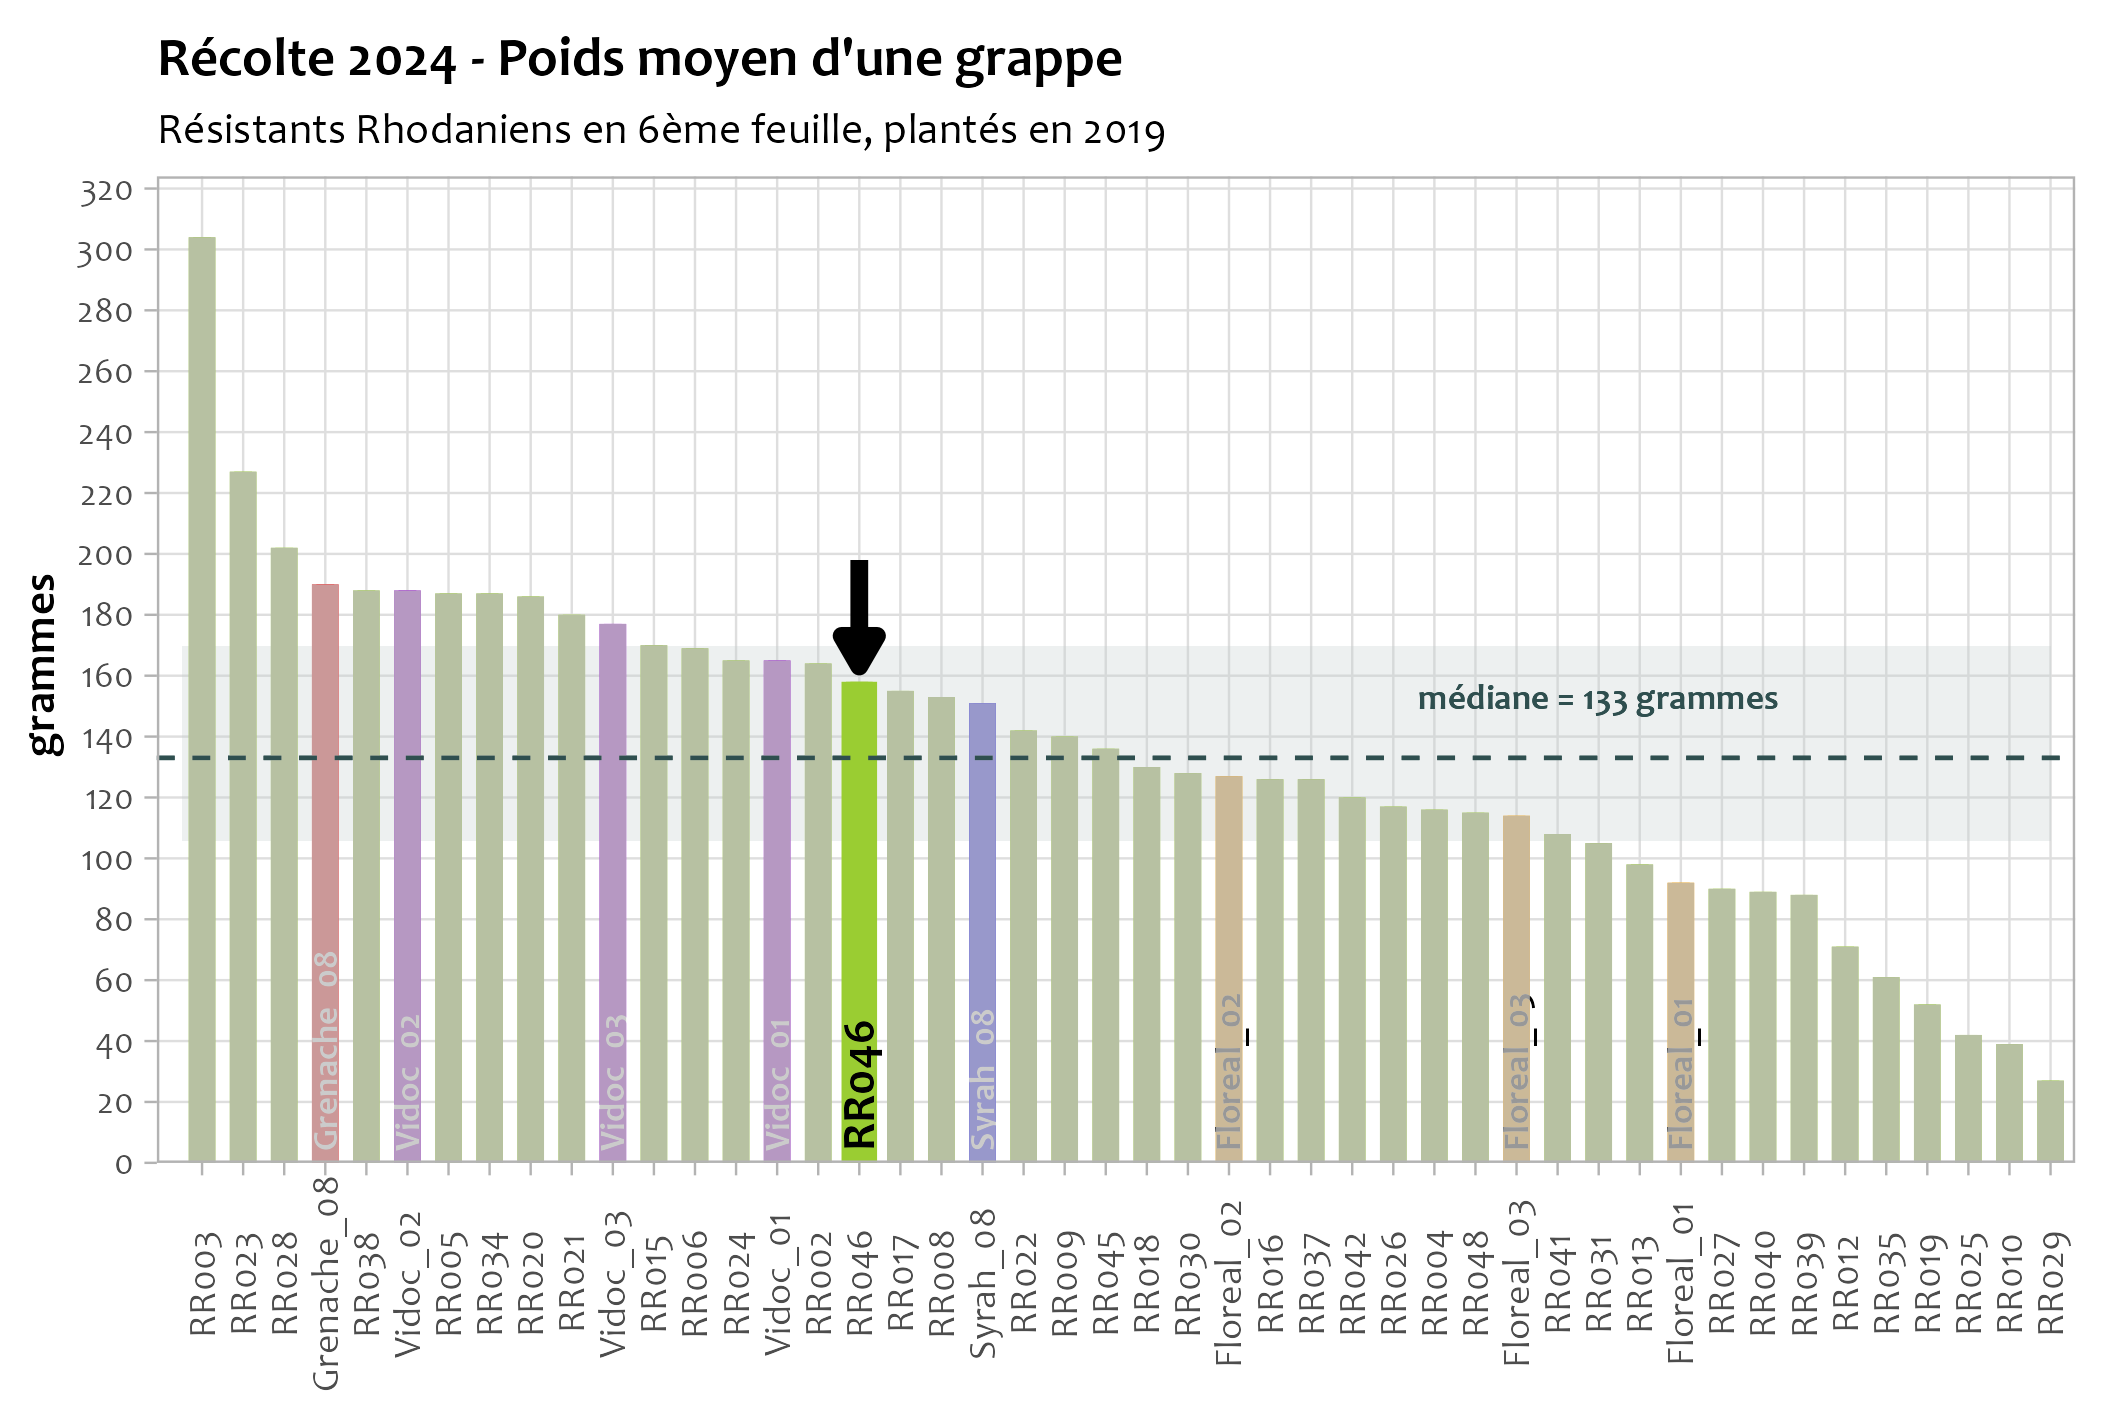 Récolte 2024 - Poids moyen d'une grappe
Résistants Rhodaniens en 6ème feuille, plantés en 2019
grammes
320
300
280
260
240
220
200
180
160
140
120
100
80
60
40
20
0
médiane = 133 grammes
Grenache_08
Vidoc_02
Vidoc_03
Vidoc_01
RR046
Syrah_08
Floreal_02
Floreal_03
Floreal_01
RR003
RR023
RR028
Grenache_08
RR038
Vidoc_02
RR005
RR034
RR020
RR021
Vidoc_03
RR015
RR006
RR024
Vidoc_01
RR002
RR046
RR017
RR008
Syrah_08
RR022
RR009
RR045
RR018
RR030
Floreal_02
RR016
RR037
RR042
RR026
RR004
RR048
Floreal_03
RR041
RR031
RR013
Floreal_01
RR027
RR040
RR039
RR012
RR035
RR019
RR025
RR010
RR029